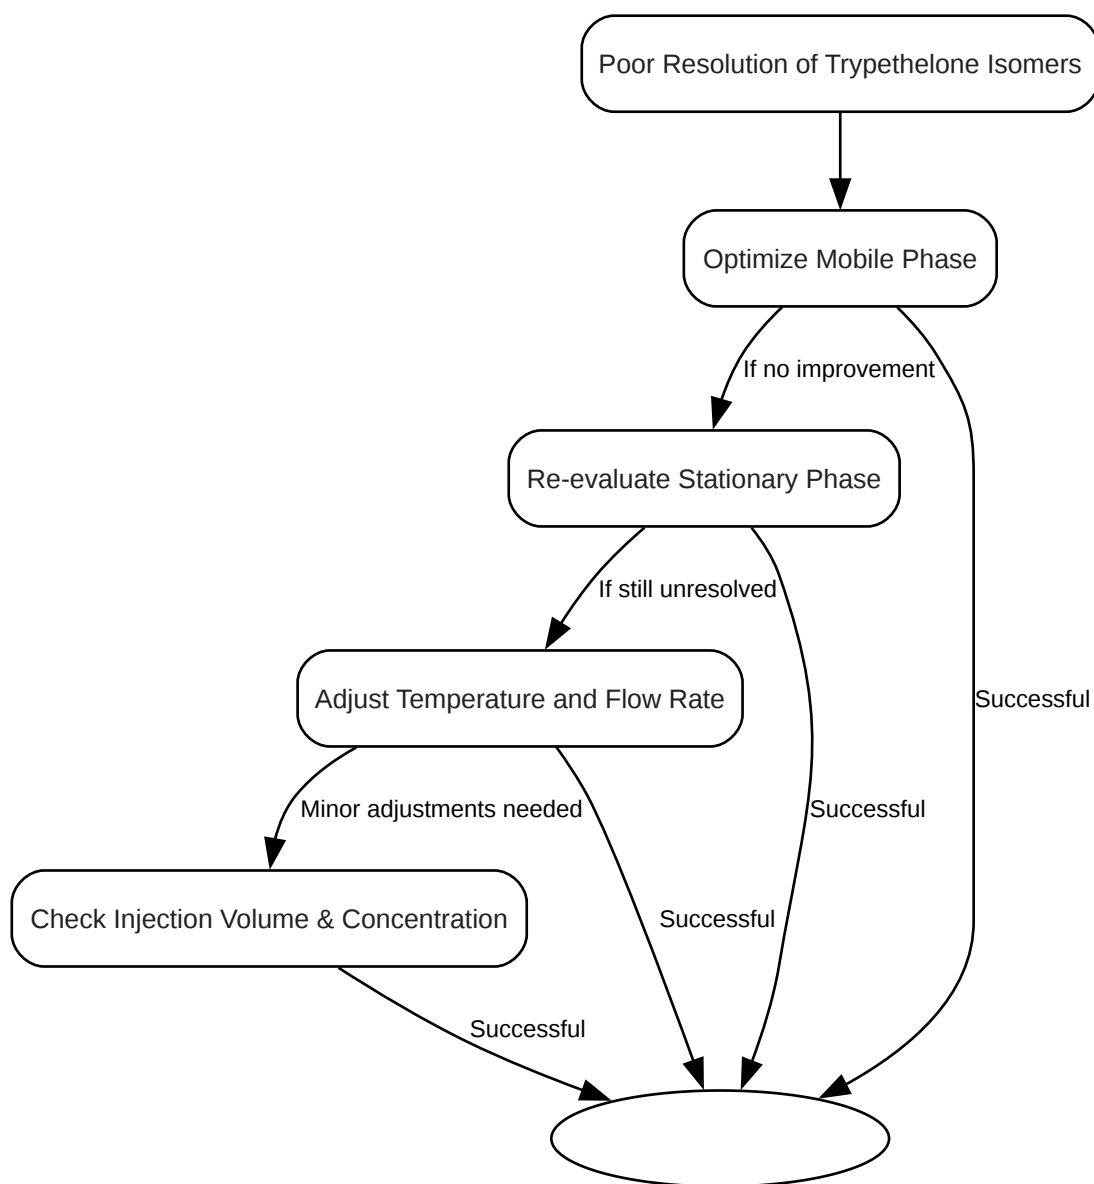 Poor Resolution of Trypethelone Isomers
Optimize Mobile Phase
If no improvement
Re-evaluate Stationary Phase
If still unresolved
Adjust Temperature and Flow Rate
Successful
Minor adjustments needed
Successful
Check Injection Volume & Concentration
Successful
Successful